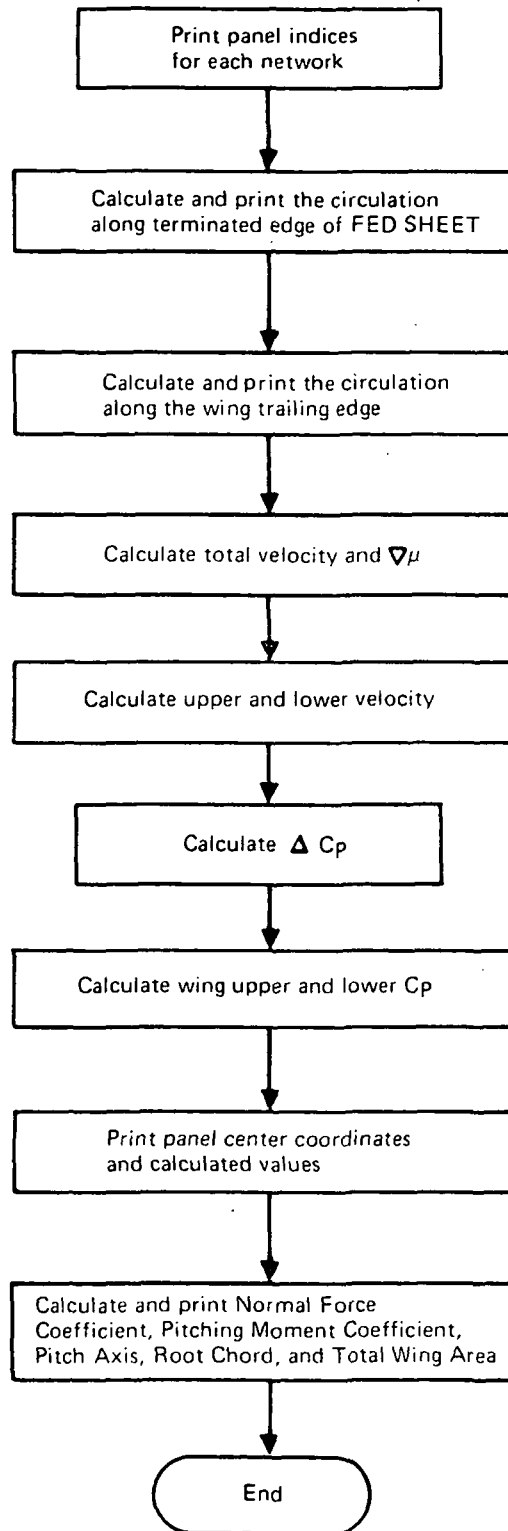 Print panel indices
for each network
Calculate and print the circulation
along terminated edge of FED SHEET
Calculate and print the circulation
along the wing trailing edge
Calculate total velocity and ∇μ
Calculate upper and lower velocity
Calculate Δ Cp
Calculate wing upper and lower Cp
Print panel center coordinates
and calculated values
Calculate and print Normal Force
Coefficient, Pitching Moment Coefficient,
Pitch Axis, Root Chord, and Total Wing Area
End